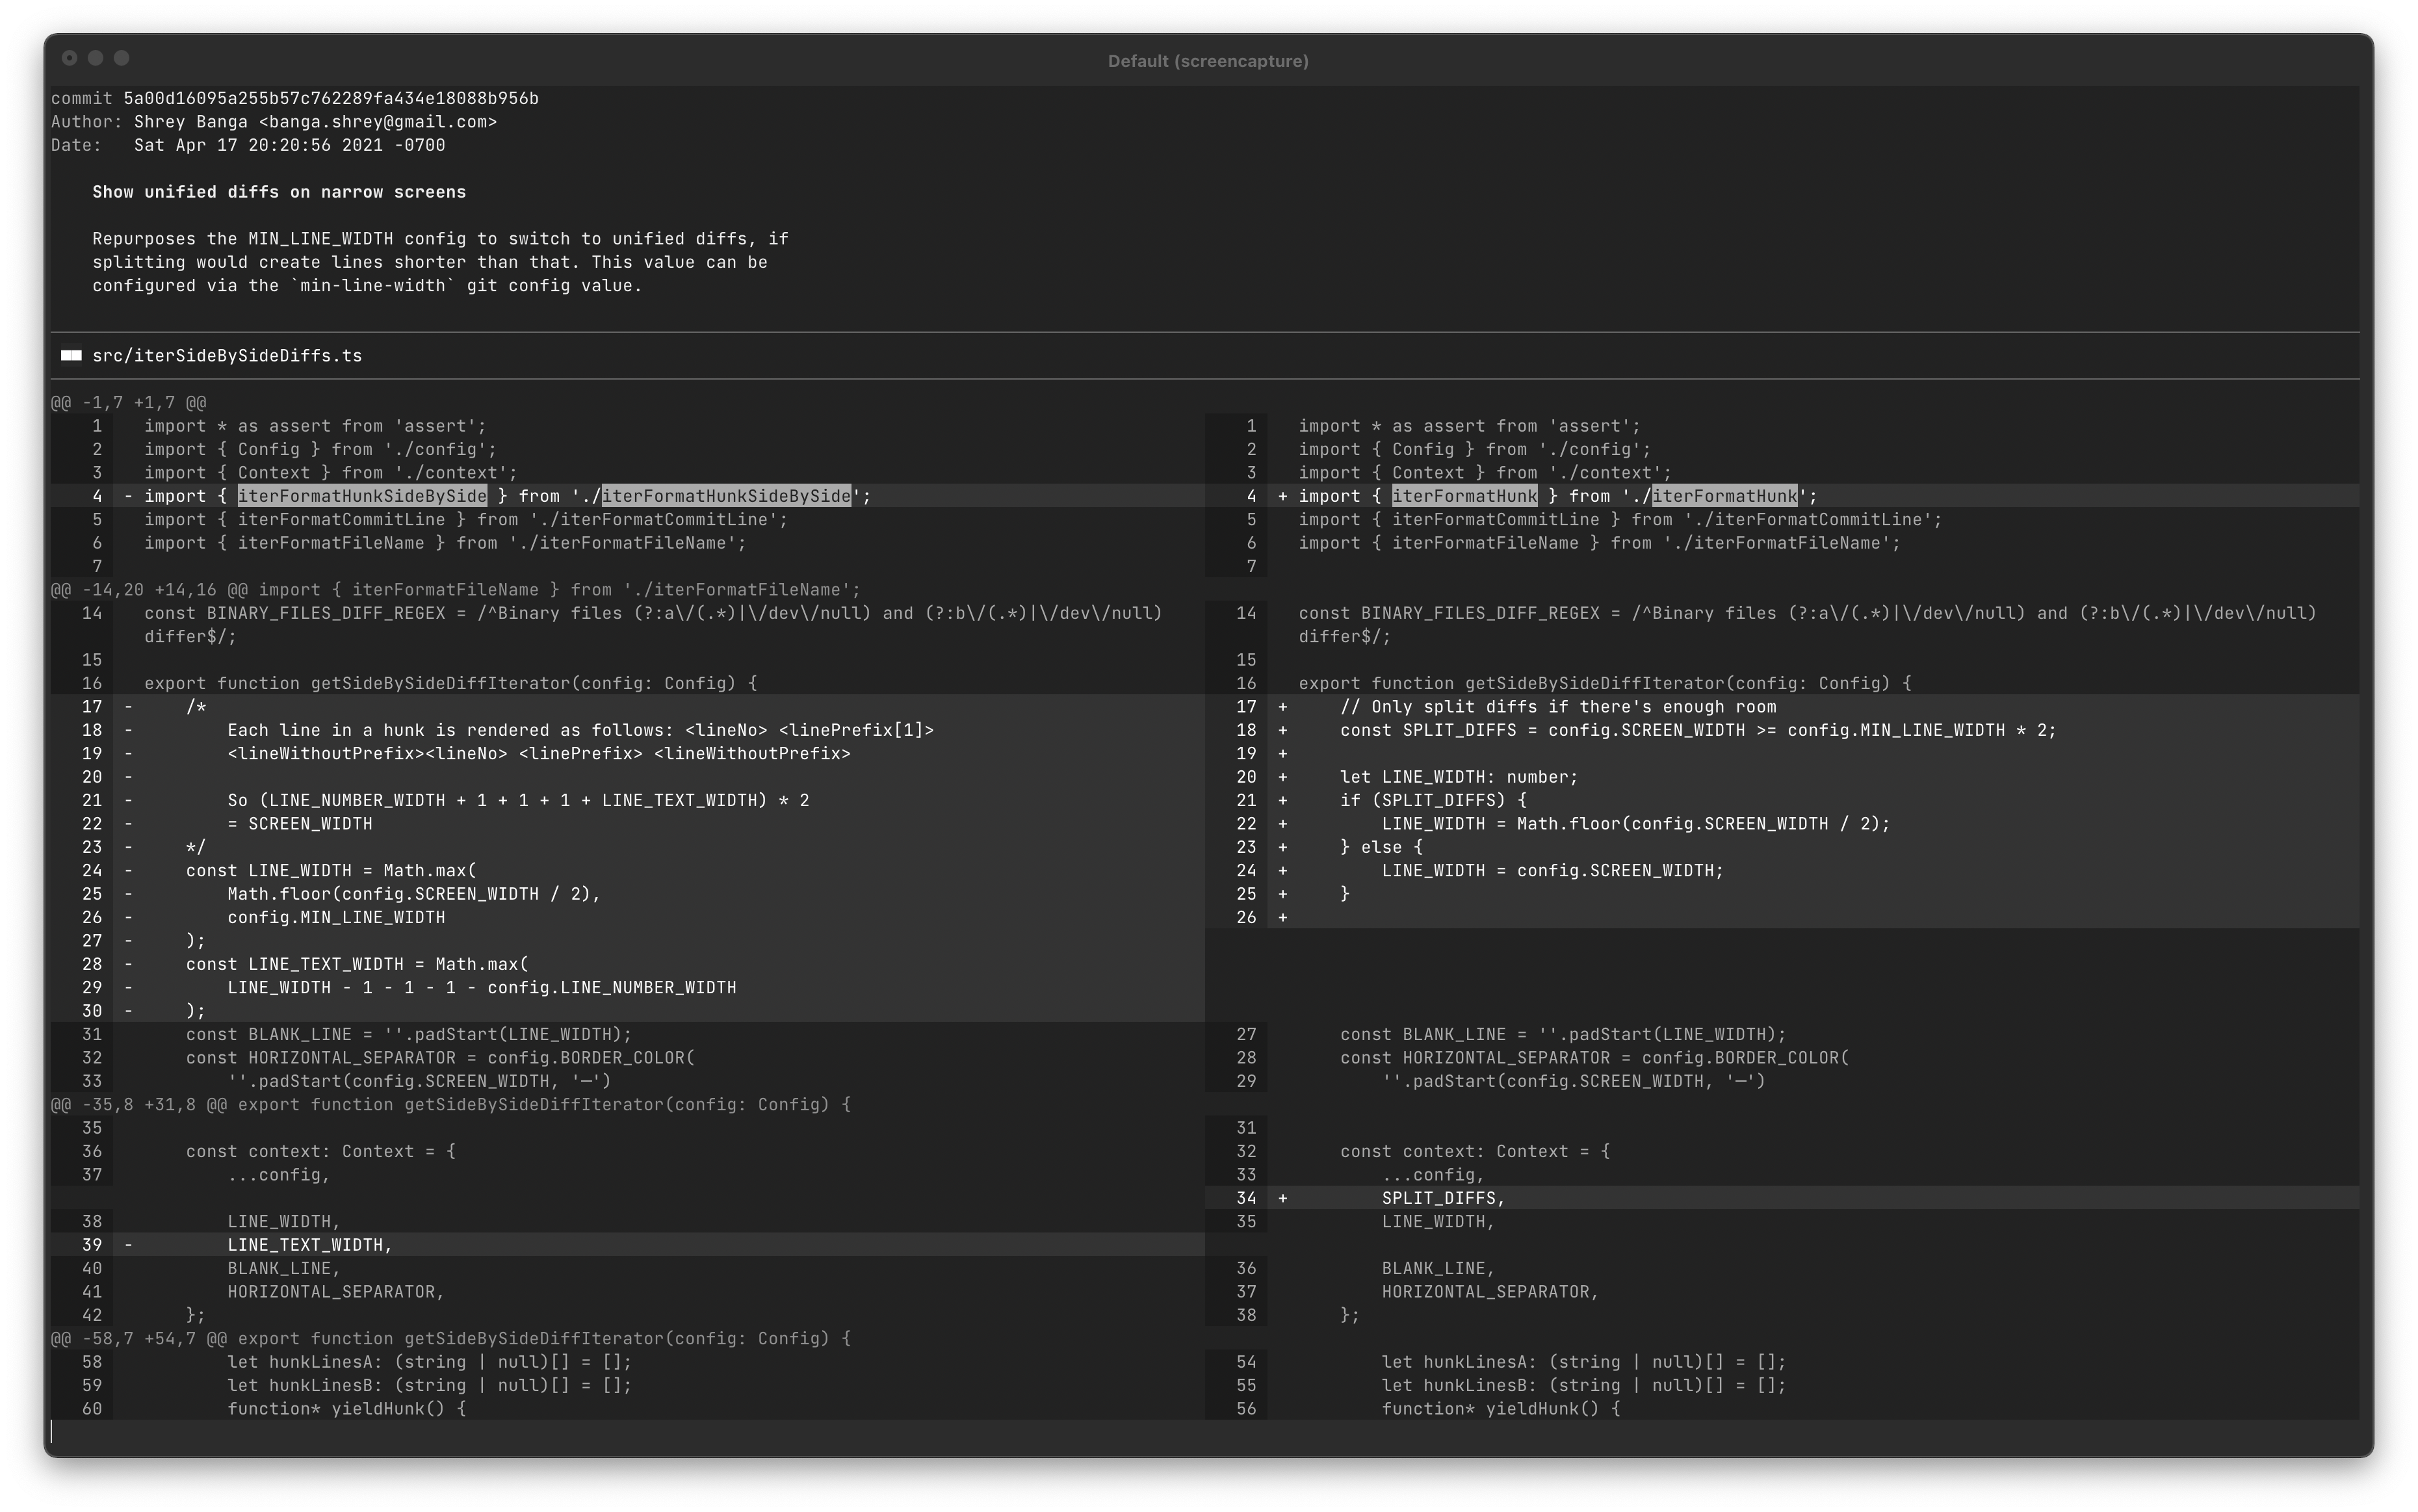 Default (screencapture)
commit 5a00d16095a255b57c762289fa434e18088b956b
Author: Shrey Banga <banga.shrey@gmail.com>
Date:   Sat Apr 17 20:20:56 2021 -0700
    Show unified diffs on narrow screens
    Repurposes the MIN_LINE_WIDTH config to switch to unified diffs, if
    splitting would create lines shorter than that. This value can be
    configured via the `min-line-width` git config value.
■■ src/iterSideBySideDiffs.ts
@@ -1,7 +1,7 @@
1    import * as assert from 'assert';    1    import * as assert from 'assert';
2    import { Config } from './config';    2    import { Config } from './config';
3    import { Context } from './context';    3    import { Context } from './context';
4  - import { iterFormatHunkSideBySide } from './iterFormatHunkSideBySide';    4  + import { iterFormatHunk } from './iterFormatHunk';
5    import { iterFormatCommitLine } from './iterFormatCommitLine';    5    import { iterFormatCommitLine } from './iterFormatCommitLine';
6    import { iterFormatFileName } from './iterFormatFileName';    6    import { iterFormatFileName } from './iterFormatFileName';
7    7
@@ -14,20 +14,16 @@ import { iterFormatFileName } from './iterFormatFileName';
14    const BINARY_FILES_DIFF_REGEX = /^Binary files (?:a\/(.*)|\/dev\/null) and (?:b\/(.*)|\/dev\/null)    14    const BINARY_FILES_DIFF_REGEX = /^Binary files (?:a\/(.*)|\/dev\/null) and (?:b\/(.*)|\/dev\/null)
differ$/;    differ$/;
15    15
16    export function getSideBySideDiffIterator(config: Config) {    16    export function getSideBySideDiffIterator(config: Config) {
17  -     /*    17  +     // Only split diffs if there's enough room
18  -         Each line in a hunk is rendered as follows: <lineNo> <linePrefix[1]>    18  +     const SPLIT_DIFFS = config.SCREEN_WIDTH >= config.MIN_LINE_WIDTH * 2;
19  -         <lineWithoutPrefix><lineNo> <linePrefix> <lineWithoutPrefix>    19  +
20  -    20  +     let LINE_WIDTH: number;
21  -         So (LINE_NUMBER_WIDTH + 1 + 1 + 1 + LINE_TEXT_WIDTH) * 2    21  +     if (SPLIT_DIFFS) {
22  -         = SCREEN_WIDTH    22  +         LINE_WIDTH = Math.floor(config.SCREEN_WIDTH / 2);
23  -     */    23  +     } else {
24  -     const LINE_WIDTH = Math.max(    24  +         LINE_WIDTH = config.SCREEN_WIDTH;
25  -         Math.floor(config.SCREEN_WIDTH / 2),    25  +     }
26  -         config.MIN_LINE_WIDTH    26  +
27  -     );
28  -     const LINE_TEXT_WIDTH = Math.max(
29  -         LINE_WIDTH - 1 - 1 - 1 - config.LINE_NUMBER_WIDTH
30  -     );
31        const BLANK_LINE = ''.padStart(LINE_WIDTH);    27        const BLANK_LINE = ''.padStart(LINE_WIDTH);
32        const HORIZONTAL_SEPARATOR = config.BORDER_COLOR(    28        const HORIZONTAL_SEPARATOR = config.BORDER_COLOR(
33            ''.padStart(config.SCREEN_WIDTH, '─')    29            ''.padStart(config.SCREEN_WIDTH, '─')
@@ -35,8 +31,8 @@ export function getSideBySideDiffIterator(config: Config) {
35    31
36        const context: Context = {    32        const context: Context = {
37            ...config,    33            ...config,
34  +         SPLIT_DIFFS,
38            LINE_WIDTH,    35            LINE_WIDTH,
39  -         LINE_TEXT_WIDTH,
40            BLANK_LINE,    36            BLANK_LINE,
41            HORIZONTAL_SEPARATOR,    37            HORIZONTAL_SEPARATOR,
42        };    38        };
@@ -58,7 +54,7 @@ export function getSideBySideDiffIterator(config: Config) {
58            let hunkLinesA: (string | null)[] = [];    54            let hunkLinesA: (string | null)[] = [];
59            let hunkLinesB: (string | null)[] = [];    55            let hunkLinesB: (string | null)[] = [];
60            function* yieldHunk() {    56            function* yieldHunk() {